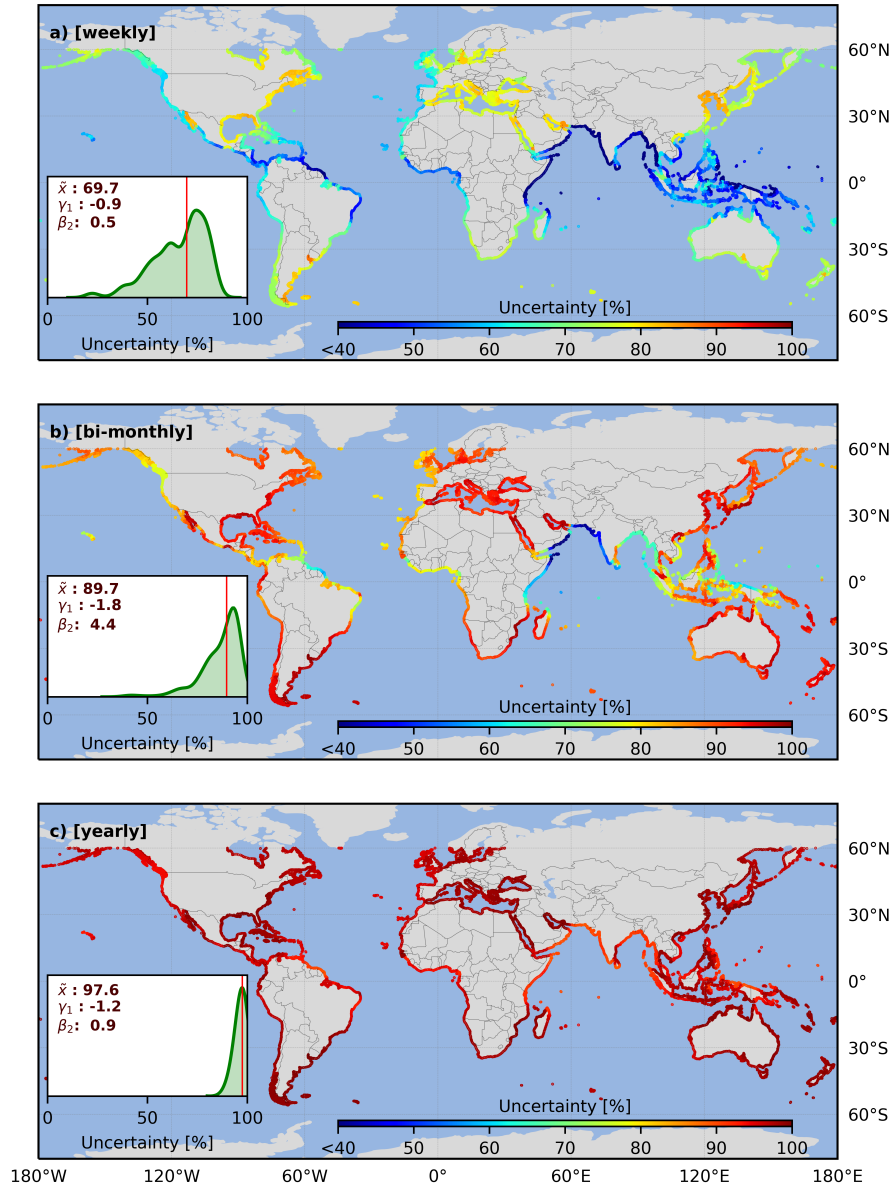 a) [weekly]
60°N
30°N
0°
30°S
60°S
x̃ : 69.7
γ₁ : -0.9
β₂: 0.5
0 50 100
Uncertainty [%]
Uncertainty [%]
<40 50 60 70 80 90 100
b) [bi-monthly]
60°N
30°N
0°
30°S
60°S
x̃ : 89.7
γ₁ : -1.8
β₂: 4.4
0 50 100
Uncertainty [%]
Uncertainty [%]
<40 50 60 70 80 90 100
c) [yearly]
60°N
30°N
0°
30°S
60°S
x̃ : 97.6
γ₁ : -1.2
β₂: 0.9
0 50 100
Uncertainty [%]
Uncertainty [%]
<40 50 60 70 80 90 100
180°W 120°W 60°W 0° 60°E 120°E 180°E